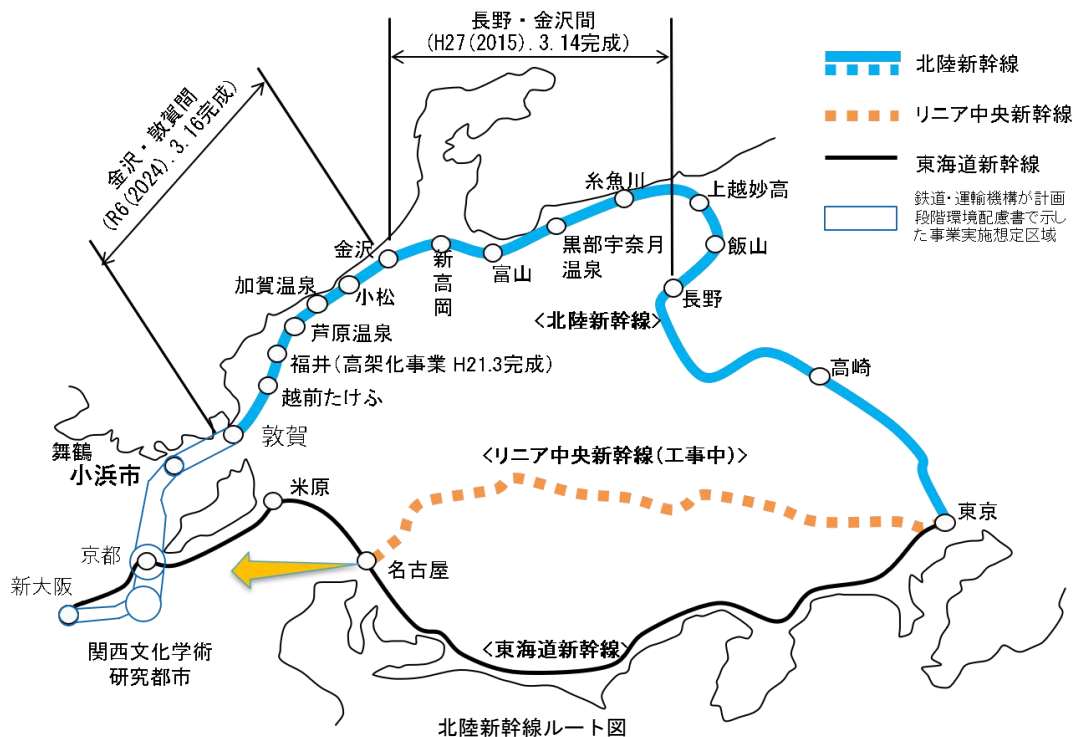 長野・金沢間
(H27(2015).3.14完成)
金沢・敦賀間
(R6(2024).3.16完成)
北陸新幹線
リニア中央新幹線
東海道新幹線
鉄道・運輸機構が計画
段階環境配慮書で示し
た事業実施想定区域
糸魚川
上越妙高
飯山
長野
黒部宇奈月
温泉
富山
新高岡
金沢
小松
加賀温泉
芦原温泉
福井(高架化事業 H21.3完成)
越前たけふ
敦賀
<北陸新幹線>
高崎
舞鶴
小浜市
<リニア中央新幹線(工事中)>
米原
東京
京都
名古屋
新大阪
<東海道新幹線>
関西文化学術
研究都市
北陸新幹線ルート図